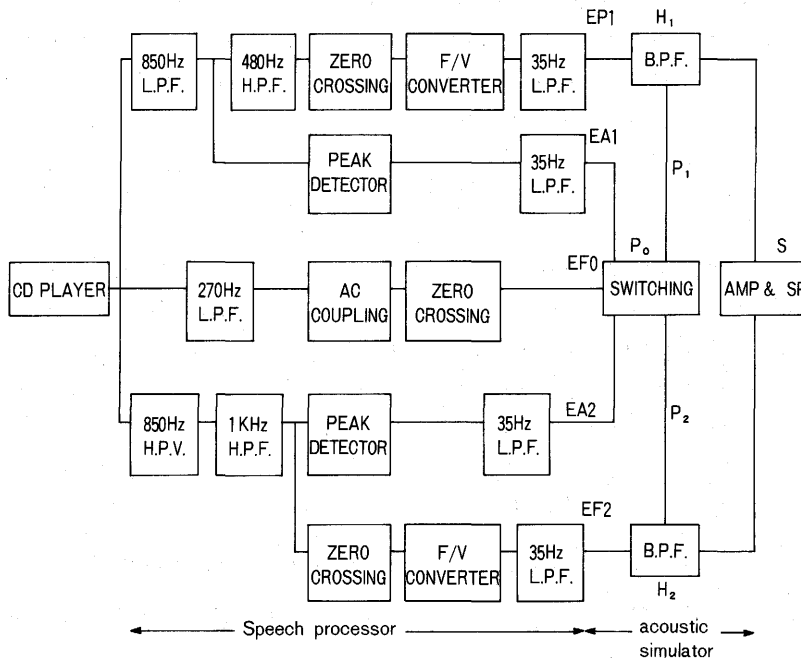 EP1
H₁
850Hz
L.P.F.
480Hz
H.P.F.
ZERO
CROSSING
F/V
CONVERTER
35Hz
L.P.F.
B.P.F.
EA1
PEAK
DETECTOR
35Hz
L.P.F.
P₁
P₀
S
EF0
CD PLAYER
270Hz
L.P.F.
AC
COUPLING
ZERO
CROSSING
SWITCHING
AMP & SP
EA2
P₂
850Hz
H.P.V.
1KHz
H.P.F.
PEAK
DETECTOR
35Hz
L.P.F.
EF2
ZERO
CROSSING
F/V
CONVERTER
35Hz
L.P.F.
B.P.F.
H₂
Speech processor
acoustic
simulator